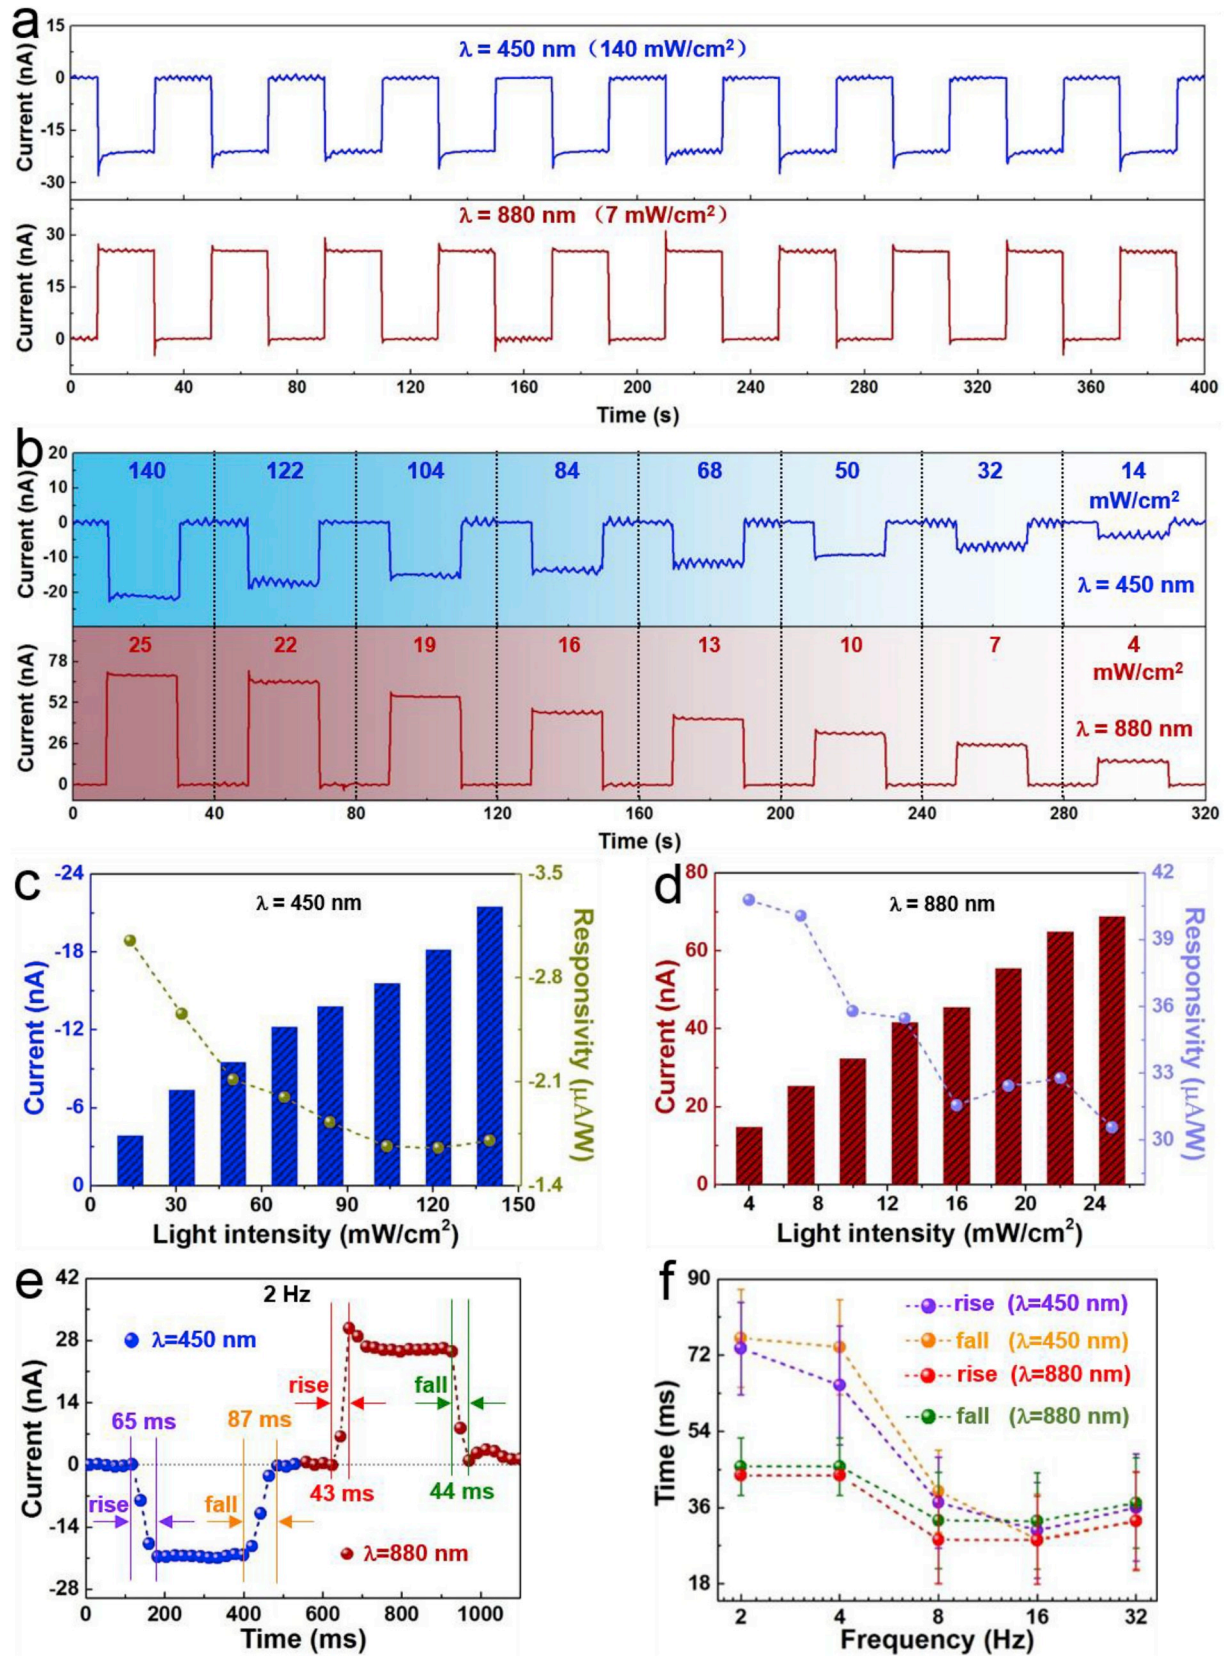 a
λ = 450 nm（140 mW/cm²）
Current (nA)
15
0
-15
-30
λ = 880 nm （7 mW/cm²）
Current (nA)
30
15
0
0 40 80 120 160 200 240 280 320 360 400
Time (s)
b
Current (nA)
20
10
0
-10
-20
140 122 104 84 68 50 32 14
mW/cm²
λ = 450 nm
Current (nA)
78
52
26
0
25 22 19 16 13 10 7 4
mW/cm²
λ = 880 nm
0 40 80 120 160 200 240 280 320
Time (s)
c
λ = 450 nm
Current (nA)
-24
-18
-12
-6
0
Responsivity (μA/W)
-3.5
-2.8
-2.1
-1.4
0 30 60 90 120 150
Light intensity (mW/cm²)
d
λ = 880 nm
Current (nA)
80
60
40
20
0
Responsivity (μA/W)
42
39
36
33
30
4 8 12 16 20 24
Light intensity (mW/cm²)
e
2 Hz
Current (nA)
42
28
14
0
-14
-28
λ=450 nm
rise
fall
65 ms
87 ms
43 ms
44 ms
rise
fall
λ=880 nm
0 200 400 600 800 1000
Time (ms)
f
Time (ms)
90
72
54
36
18
rise (λ=450 nm)
fall (λ=450 nm)
rise (λ=880 nm)
fall (λ=880 nm)
2 4 8 16 32
Frequency (Hz)